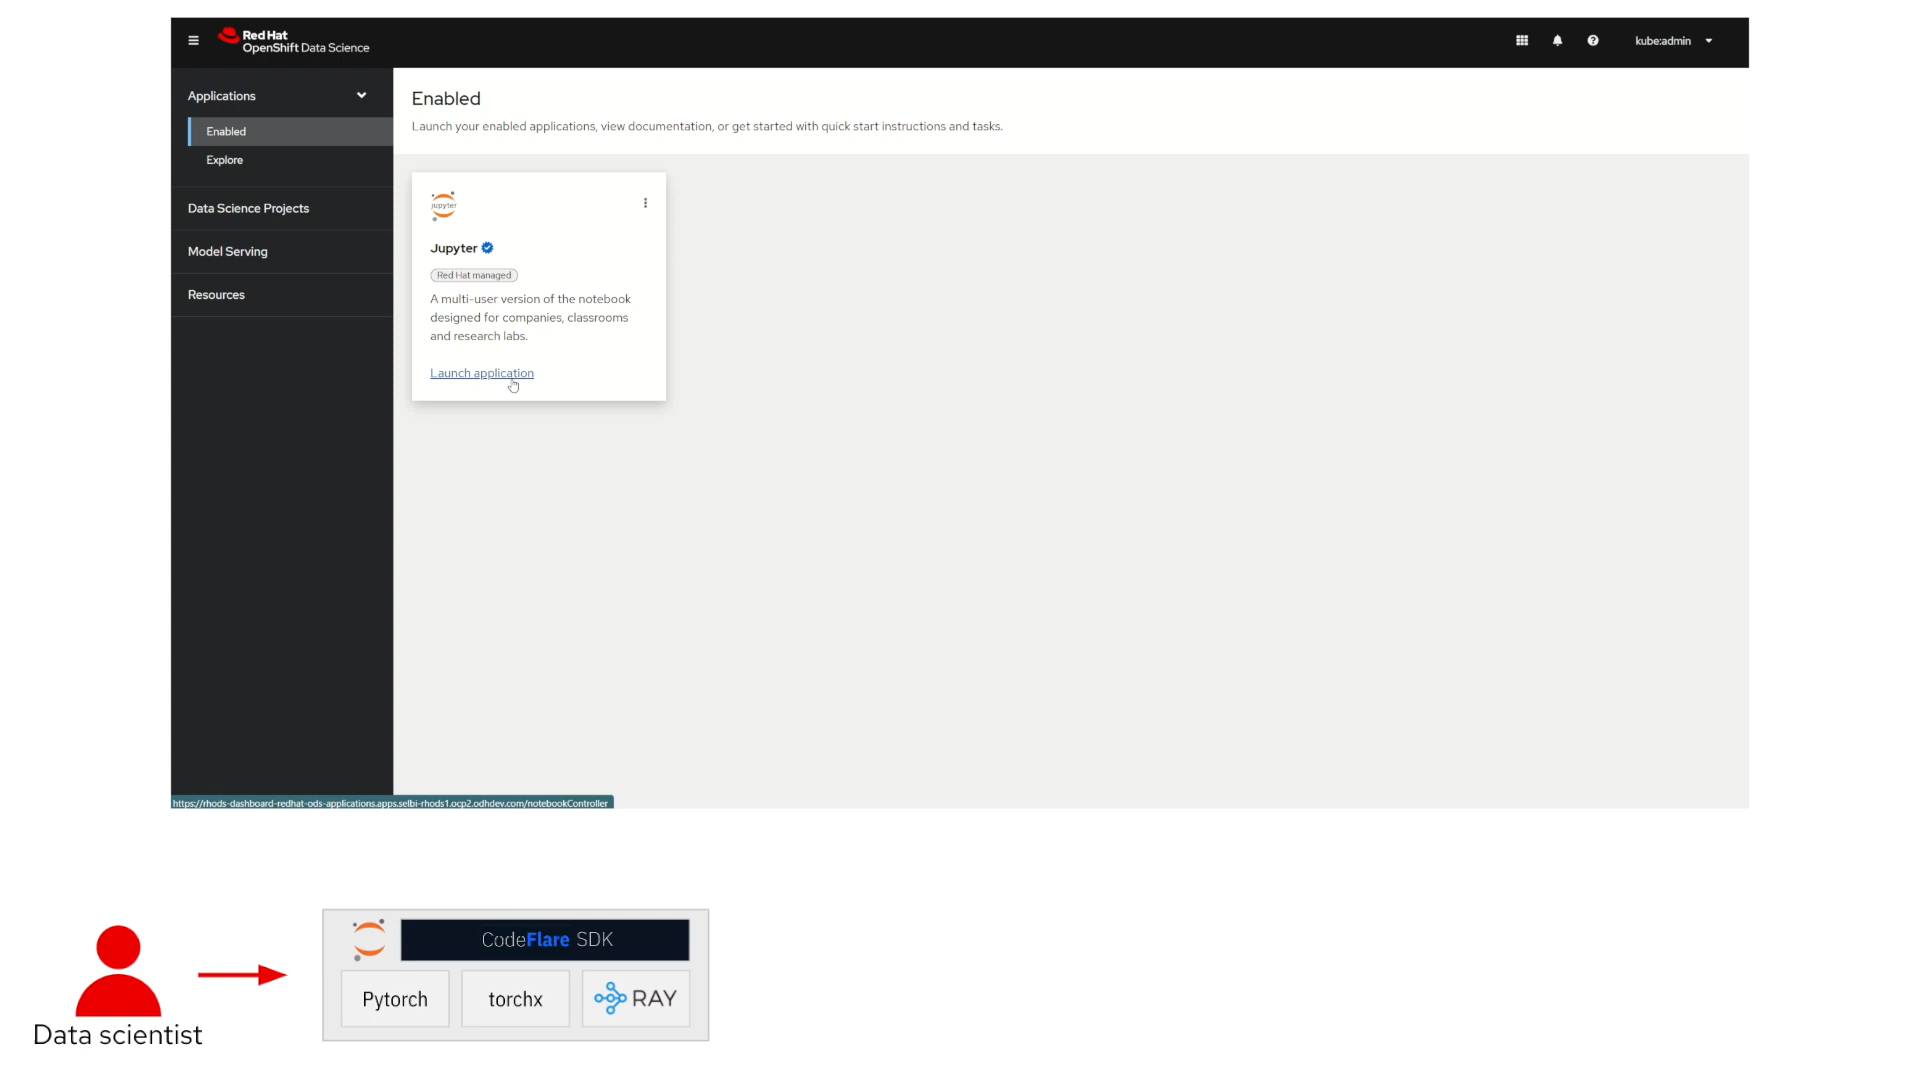 Red Hat
OpenShift Data Science
kube:admin
Applications
Enabled
Explore
Data Science Projects
Model Serving
Resources
Enabled
Launch your enabled applications, view documentation, or get started with quick start instructions and tasks.
jupyter
Jupyter
Red Hat managed
A multi-user version of the notebook
designed for companies, classrooms
and research labs.
Launch application
https://rhods-dashboard-redhat-ods-applications.apps.selbi-rhods1.ocp2.odhdev.com/notebookController
CodeFlare SDK
Pytorch
torchx
RAY
Data scientist